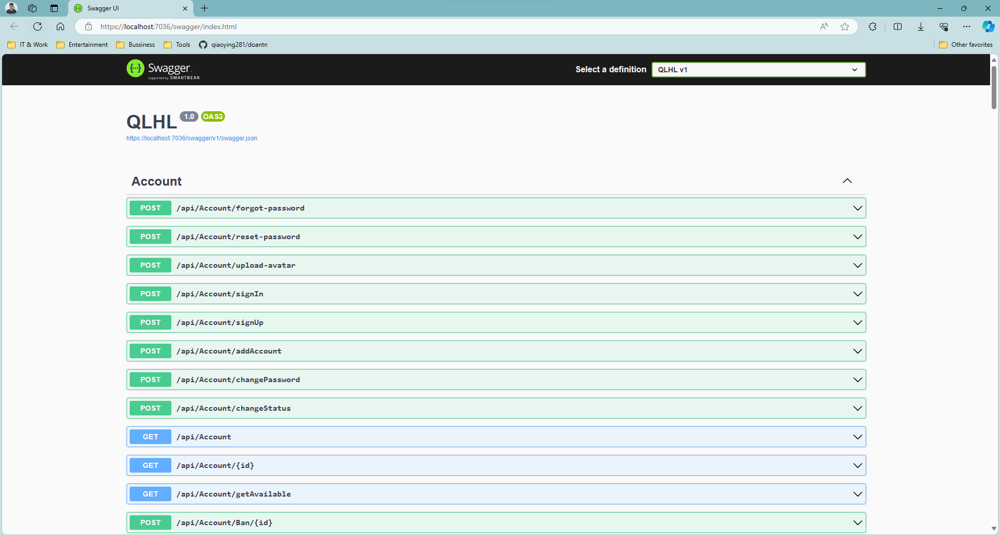 Swagger UI
https://localhost:7036/swagger/index.html
IT & Work
Entertainment
Bussiness
Tools
qiaoying281/doantn
Other favorites
{···} Swagger
Supported by SMARTBEAR
Select a definition
QLHL v1
QLHL 1.0 OAS3
https://localhost:7036/swagger/v1/swagger.json
Account
POST /api/Account/forgot-password
POST /api/Account/reset-password
POST /api/Account/upload-avatar
POST /api/Account/signIn
POST /api/Account/signUp
POST /api/Account/addAccount
POST /api/Account/changePassword
POST /api/Account/changeStatus
GET /api/Account
GET /api/Account/{id}
GET /api/Account/getAvailable
POST /api/Account/Ban/{id}